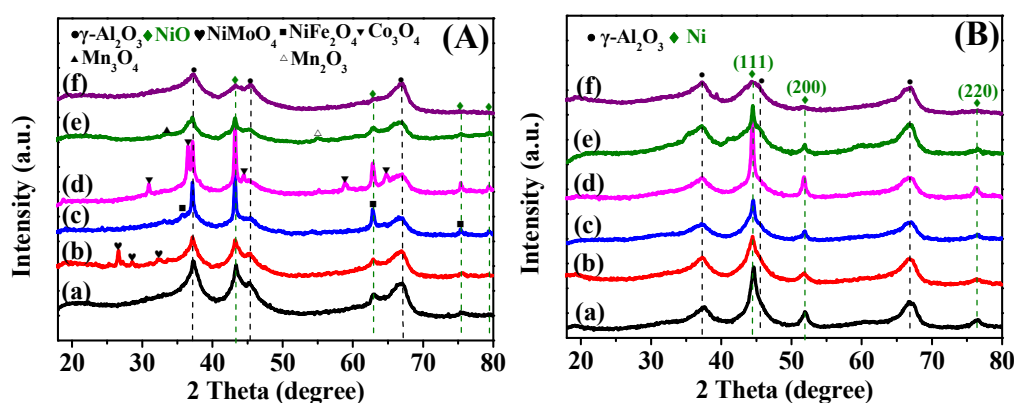 ●γ-Al₂O₃ ♦NiO ♥NiMoO₄ ■NiFe₂O₄ ▼Co₃O₄
▲Mn₃O₄ △Mn₂O₃
(A)
(f)
(e)
(d)
(c)
(b)
(a)
Intensity (a.u.)
20 30 40 50 60 70 80
2 Theta (degree)
● γ-Al₂O₃ ♦ Ni
(B)
(111)
(200)
(220)
(f)
e)
(d)
(c)
(b)
(a)
Intensity (a.u.)
20 30 40 50 60 70 80
2 Theta (degree)